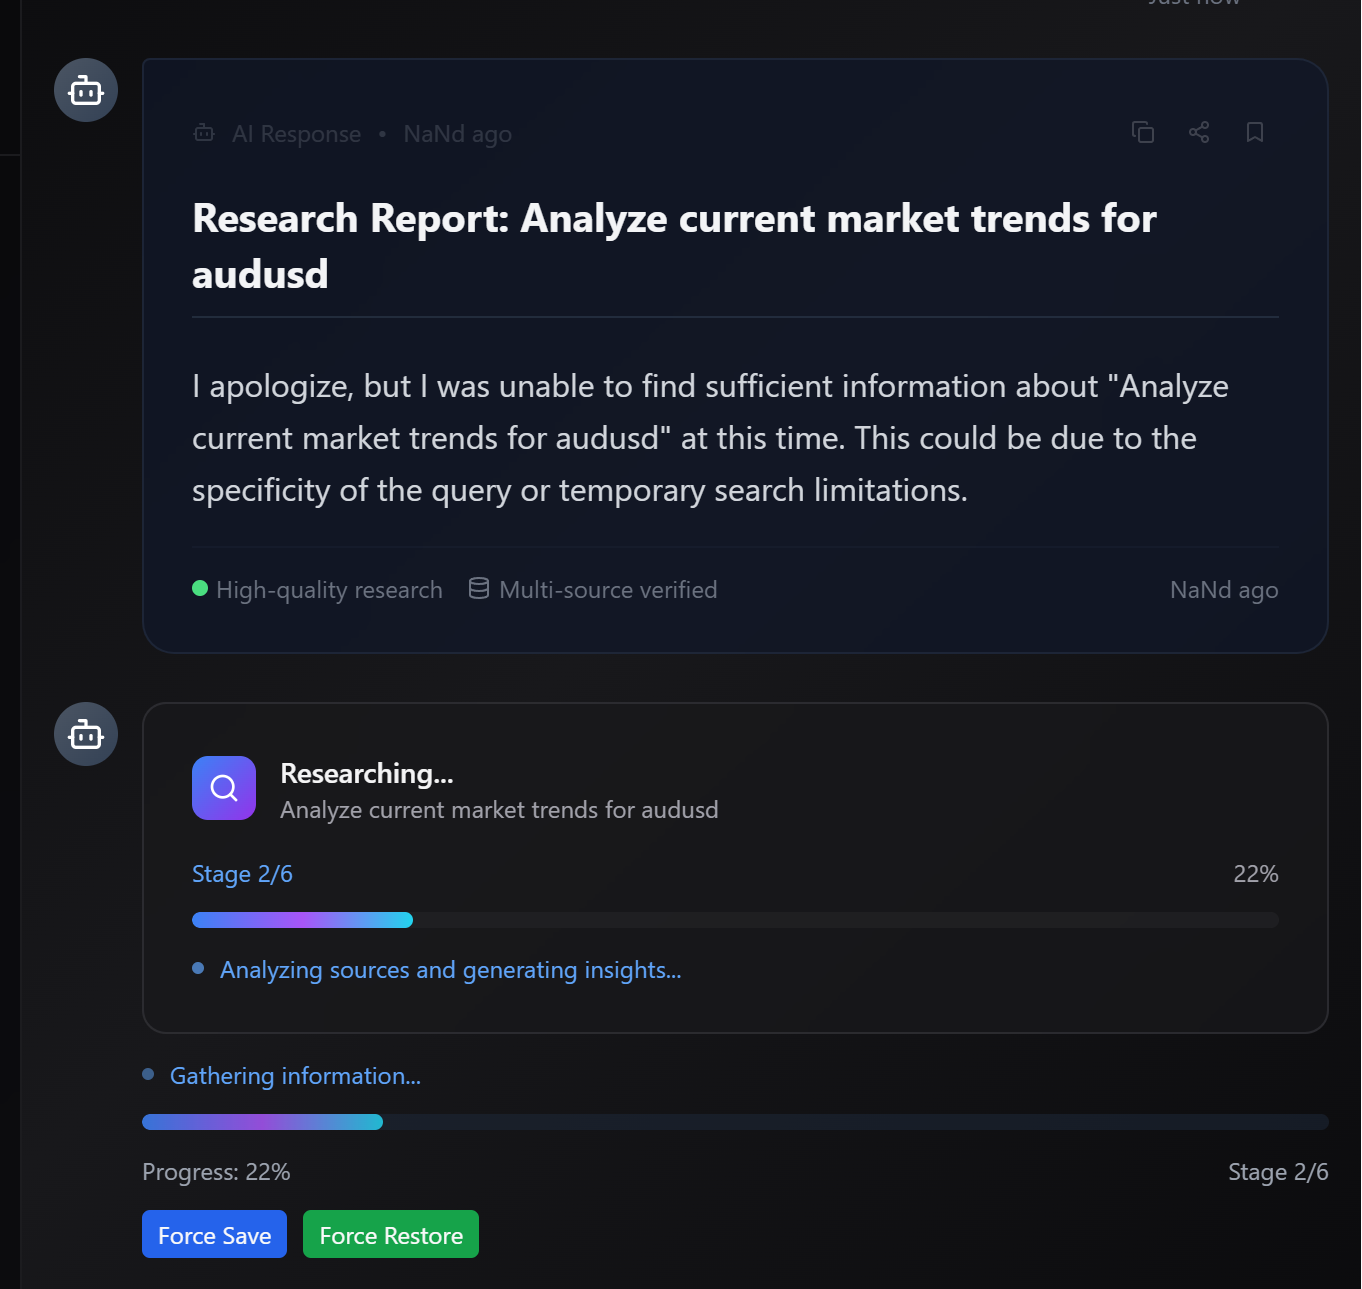 Just now
AI Response • NaNd ago
Research Report: Analyze current market trends for
audusd
I apologize, but I was unable to find sufficient information about "Analyze
current market trends for audusd" at this time. This could be due to the
specificity of the query or temporary search limitations.
High-quality research Multi-source verified NaNd ago
Researching...
Analyze current market trends for audusd
Stage 2/6 22%
Analyzing sources and generating insights...
Gathering information...
Progress: 22% Stage 2/6
Force Save Force Restore